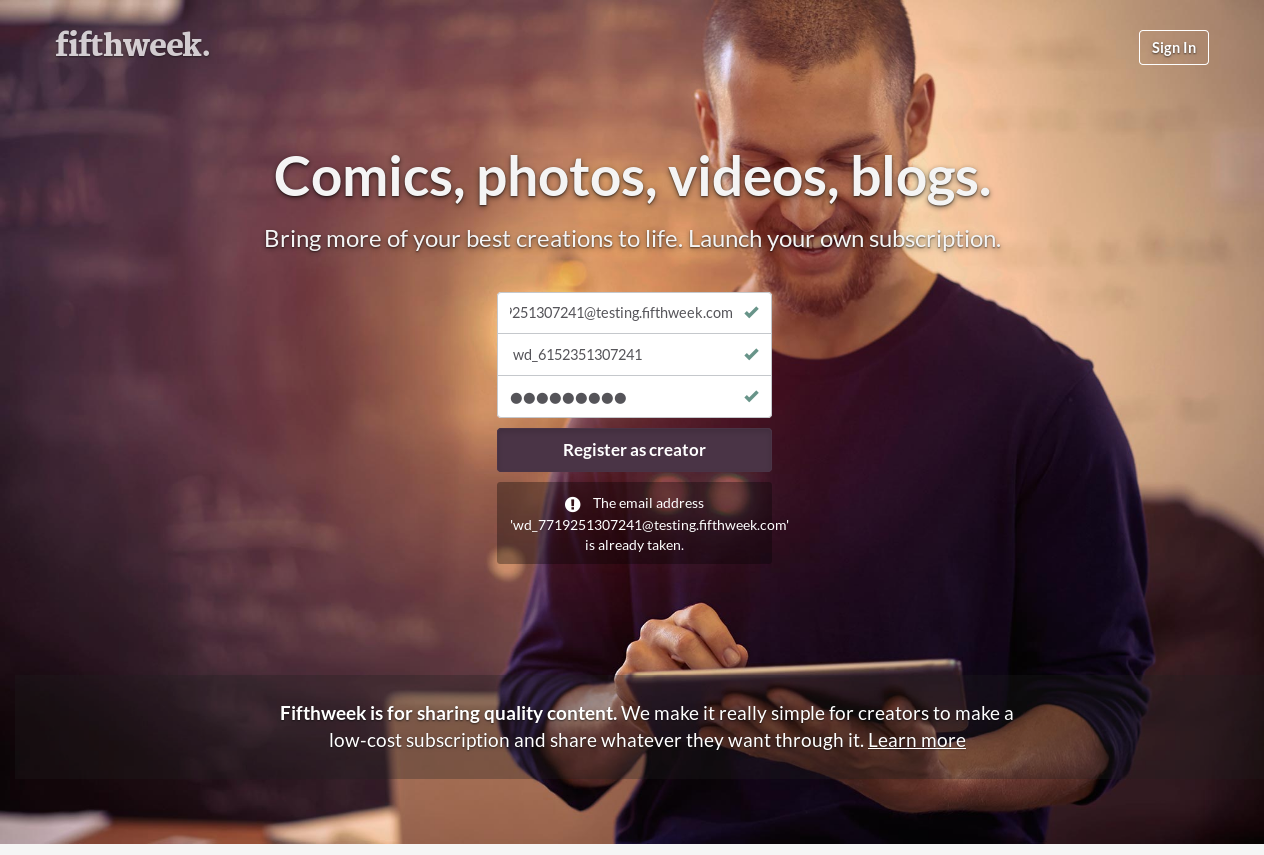 fifthweek.
Sign In
Comics, photos, videos, blogs.
Bring more of your best creations to life. Launch your own subscription.
251307241@testing.fifthweek.com
wd_6152351307241
Register as creator
The email address
'wd_7719251307241@testing.fifthweek.com'
is already taken.
Fifthweek is for sharing quality content. We make it really simple for creators to make a
low-cost subscription and share whatever they want through it. Learn more